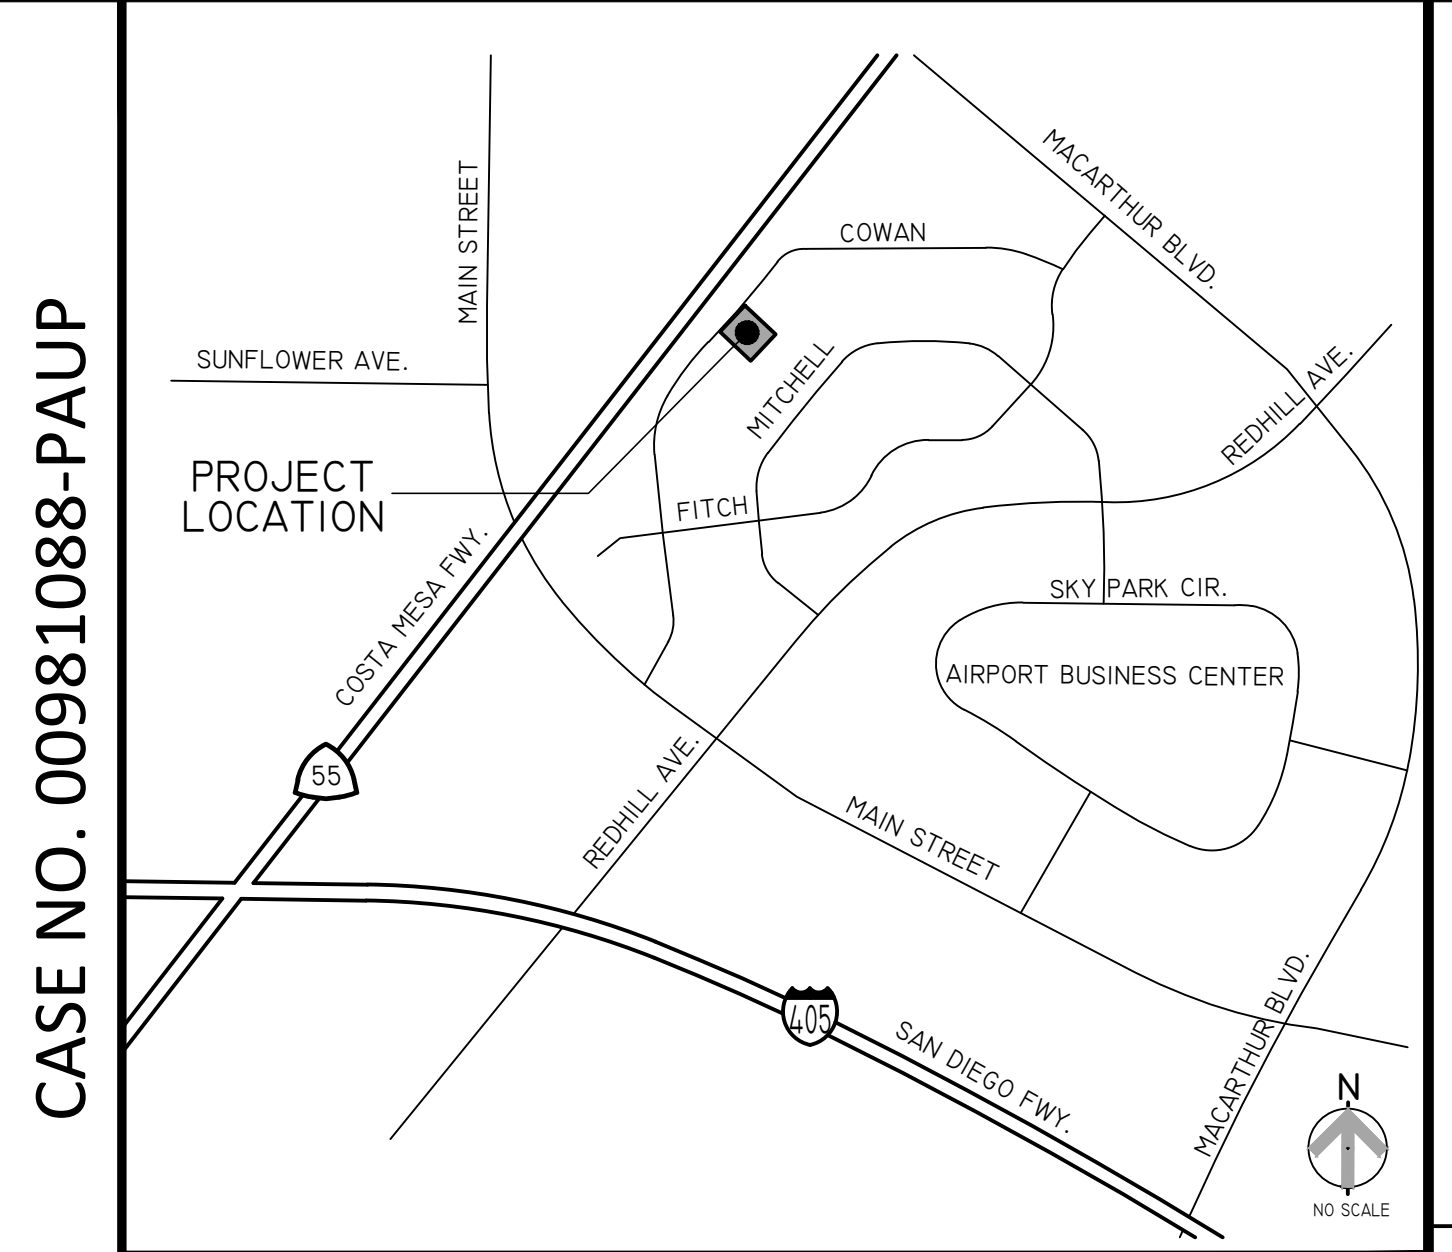 CASE NO. 00981088-PAUP
MAIN STREET
MACARTHUR BLVD.
COWAN
SUNFLOWER AVE.
MITCHELL
REDHILL AVE.
PROJECT
LOCATION
FITCH
COSTA MESA FWY.
SKY PARK CIR.
AIRPORT BUSINESS CENTER
55
REDHILL AVE.
MAIN STREET
405
SAN DIEGO FWY.
MACARTHUR BLVD.
N
NO SCALE